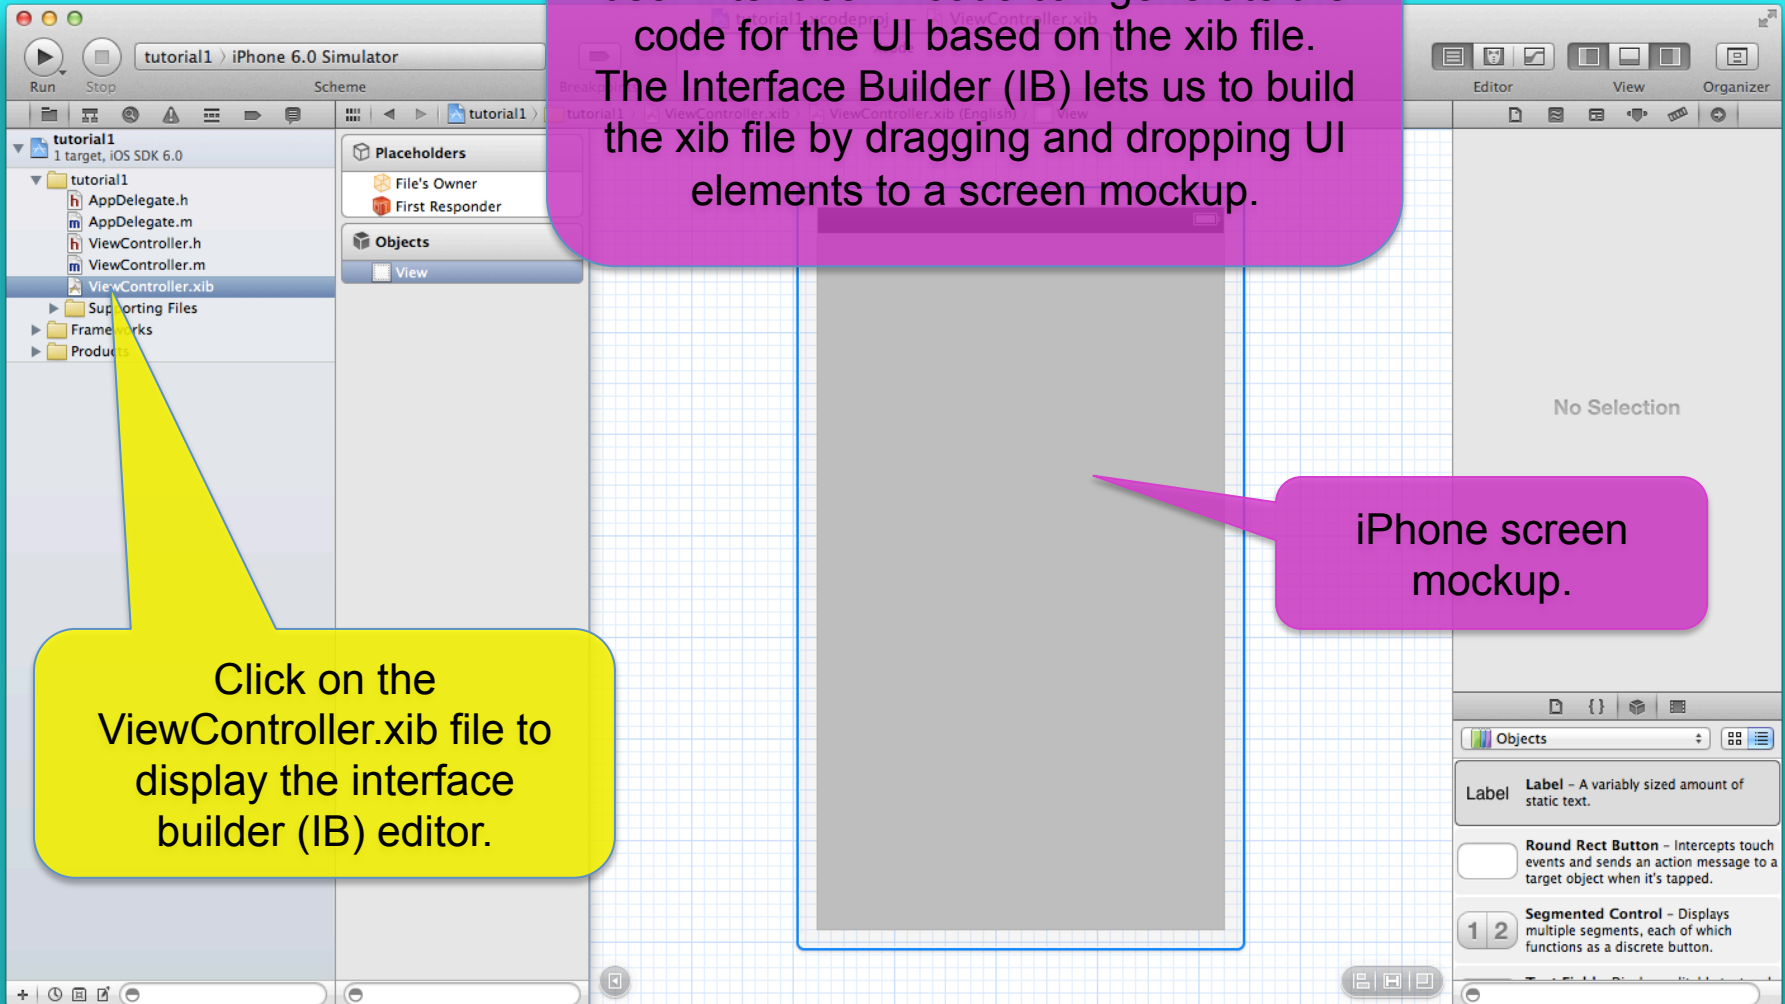 tutorial1 › iPhone 6.0 Simulator
Run Stop Scheme
code for the UI based on the xib file.
The Interface Builder (IB) lets us to build
the xib file by dragging and dropping UI
elements to a screen mockup.
Editor View Organizer
tutorial1
tutorial1
1 target, iOS SDK 6.0
tutorial1
AppDelegate.h
AppDelegate.m
ViewController.h
ViewController.m
ViewController.xib
Supporting Files
Frameworks
Products
Placeholders
File's Owner
First Responder
Objects
View
No Selection
iPhone screen
mockup.
Click on the
ViewController.xib file to
display the interface
builder (IB) editor.
Objects
Label
Label – A variably sized amount of
static text.
Round Rect Button – Intercepts touch
events and sends an action message to a
target object when it's tapped.
1 2
Segmented Control – Displays
multiple segments, each of which
functions as a discrete button.